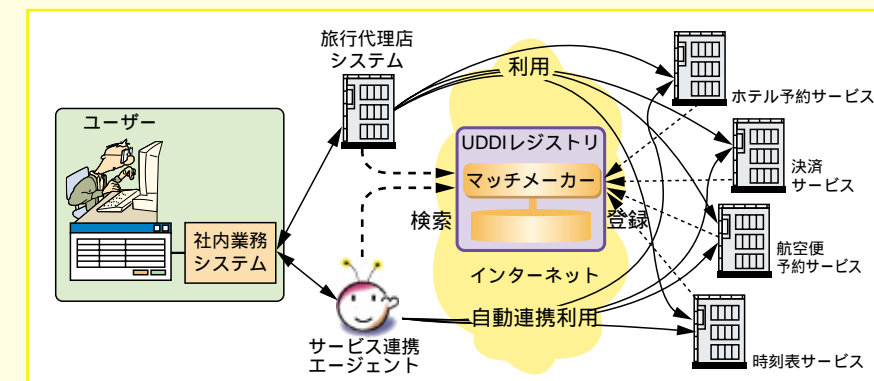 旅行代理店
システム
利用
ホテル予約サービス
ユーザー
UDDIレジストリ
マッチメーカー
決済
サービス
検索
登録
社内業務
システム
航空便
予約サービス
インターネット
自動連携利用
サービス連携
エージェント
時刻表サービス